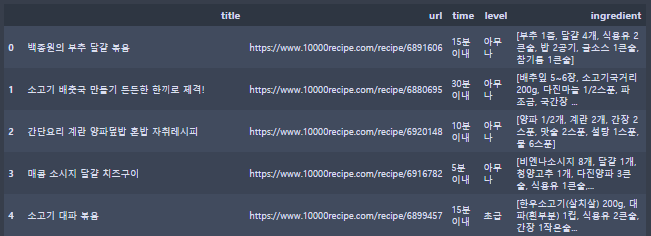 title url time level ingredient
0 백종원의 부추 달걀 볶음 https://www.10000recipe.com/recipe/6891606 15분 이내 아무나 [부추 1줌, 달걀 4개, 식용유 2큰술, 밥 2공기, 굴소스 1큰술, 참기름 1큰술]
1 소고기 배춧국 만들기 든든한 한끼로 제격! https://www.10000recipe.com/recipe/6880695 30분 이내 아무나 [배추잎 5~6장, 소고기국거리 200g, 다진마늘 1/2스푼, 파 조금, 국간장 ...
2 간단요리 계란 양파덮밥 혼밥 자취레시피 https://www.10000recipe.com/recipe/6920148 10분 이내 아무나 [양파 1/2개, 계란 2개, 간장 2스푼, 맛술 2스푼, 설탕 1스푼, 물 6스푼]
3 매콤 소시지 달걀 치즈구이 https://www.10000recipe.com/recipe/6916782 5분 이내 아무나 [비엔나소시지 8개, 달걀 1개, 청양고추 1개, 다진양파 3큰술, 식용유 1큰술,...
4 소고기 대파 볶음 https://www.10000recipe.com/recipe/6899457 15분 이내 초급 [한우소고기(살치살) 200g, 대파(흰부분) 1컵, 식용유 2큰술, 간장 1작은술...